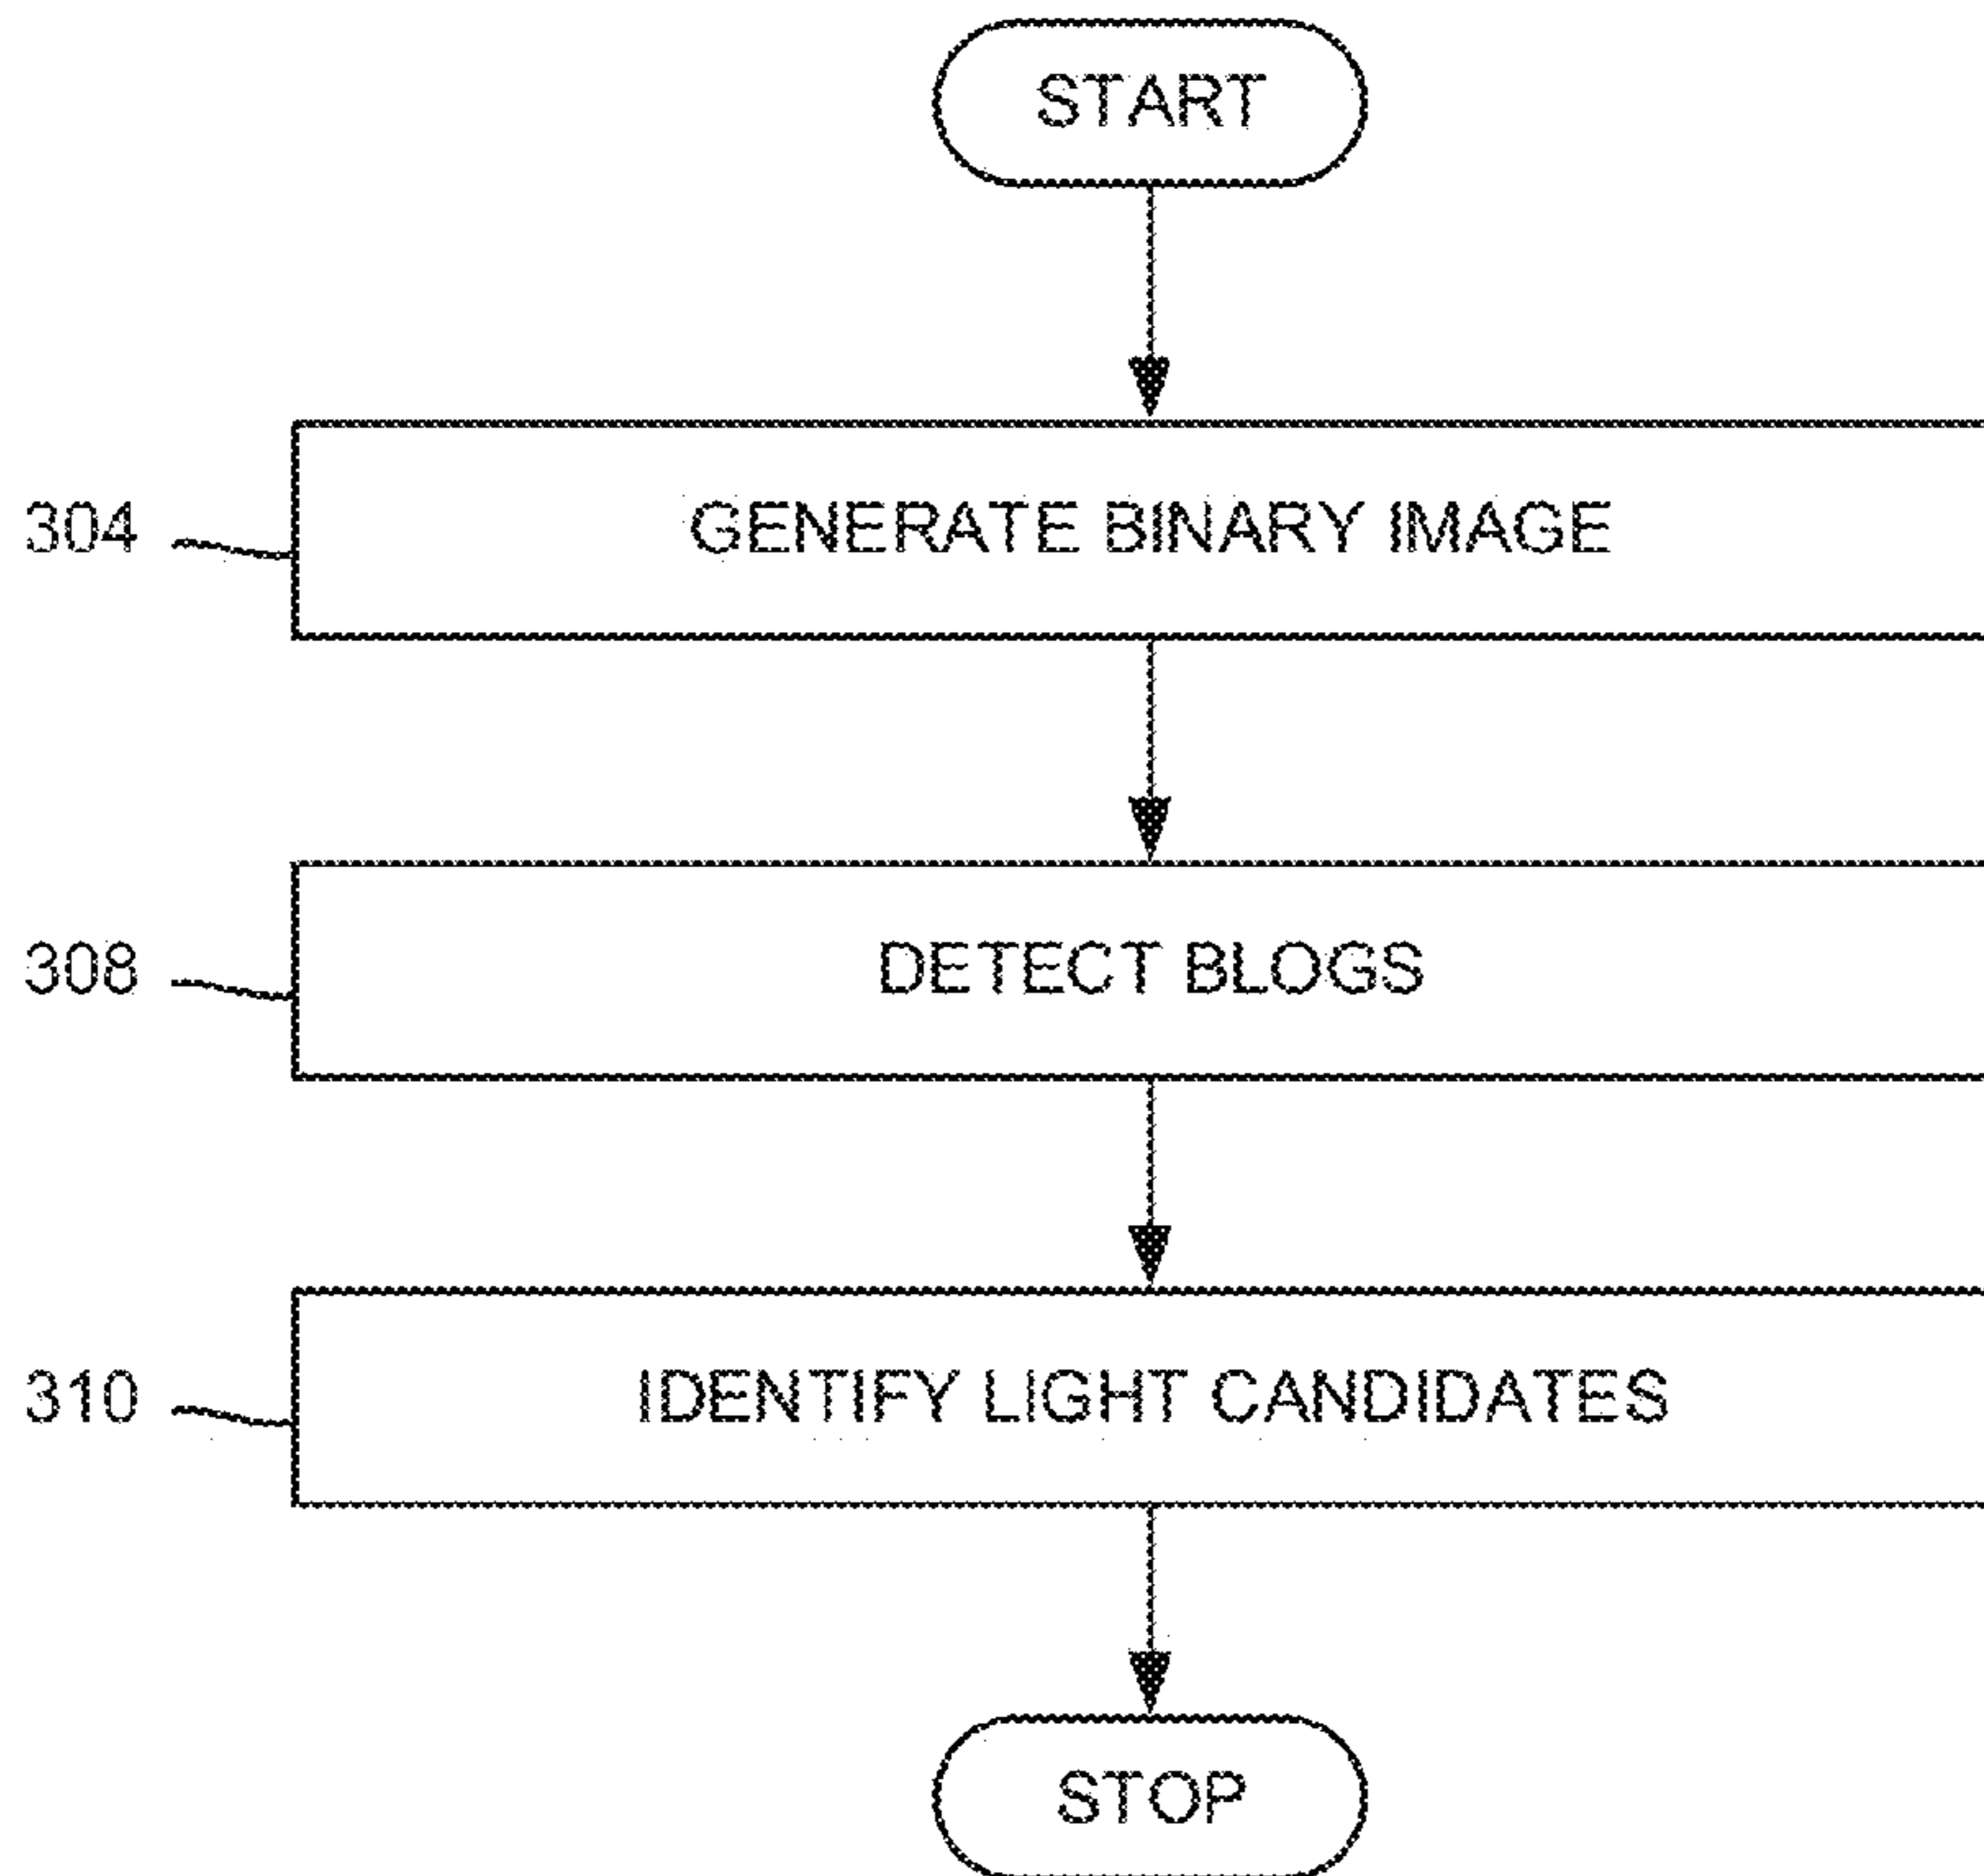 START
304 GENERATE BINARY IMAGE
308 DETECT BLOGS
310 IDENTIFY LIGHT CANDIDATES
STOP